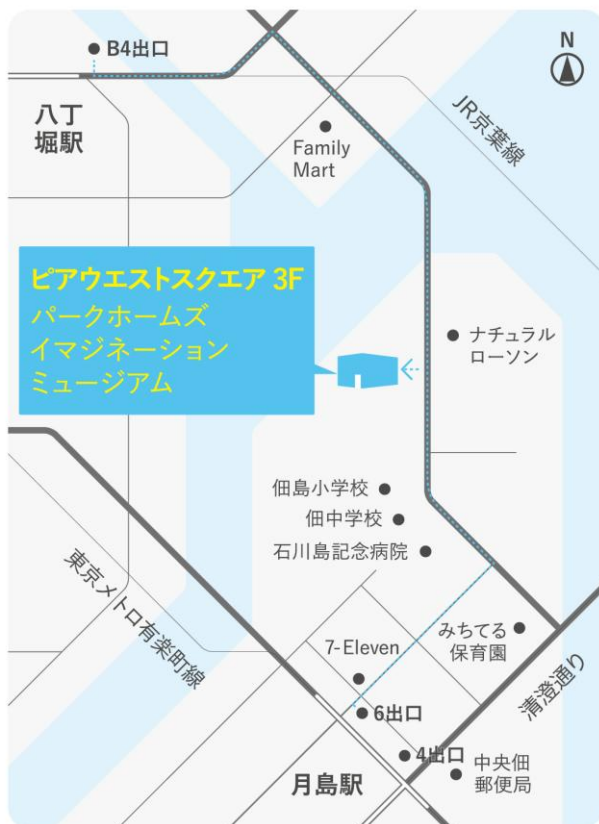 B4出口
N
八丁
堀駅
JR京葉線
Family
Mart
ピアウエストスクエア 3F
パークホームズ
イマジネーション
ミュージアム
ナチュラル
ローソン
佃島小学校
佃中学校
石川島記念病院
東京メトロ有楽町線
7-Eleven
みちてる
保育園
清澄通り
6出口
4出口
月島駅
中央佃
郵便局